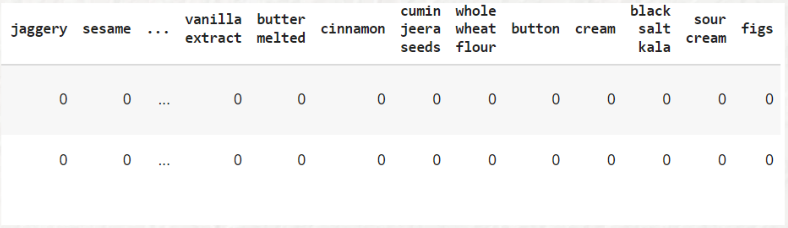 jaggery sesame ... vanilla extract butter melted cinnamon cumin jeera seeds whole wheat flour button cream black salt kala sour cream figs
0 0 ... 0 0 0 0 0 0 0 0 0 0
0 0 ... 0 0 0 0 0 0 0 0 0 0